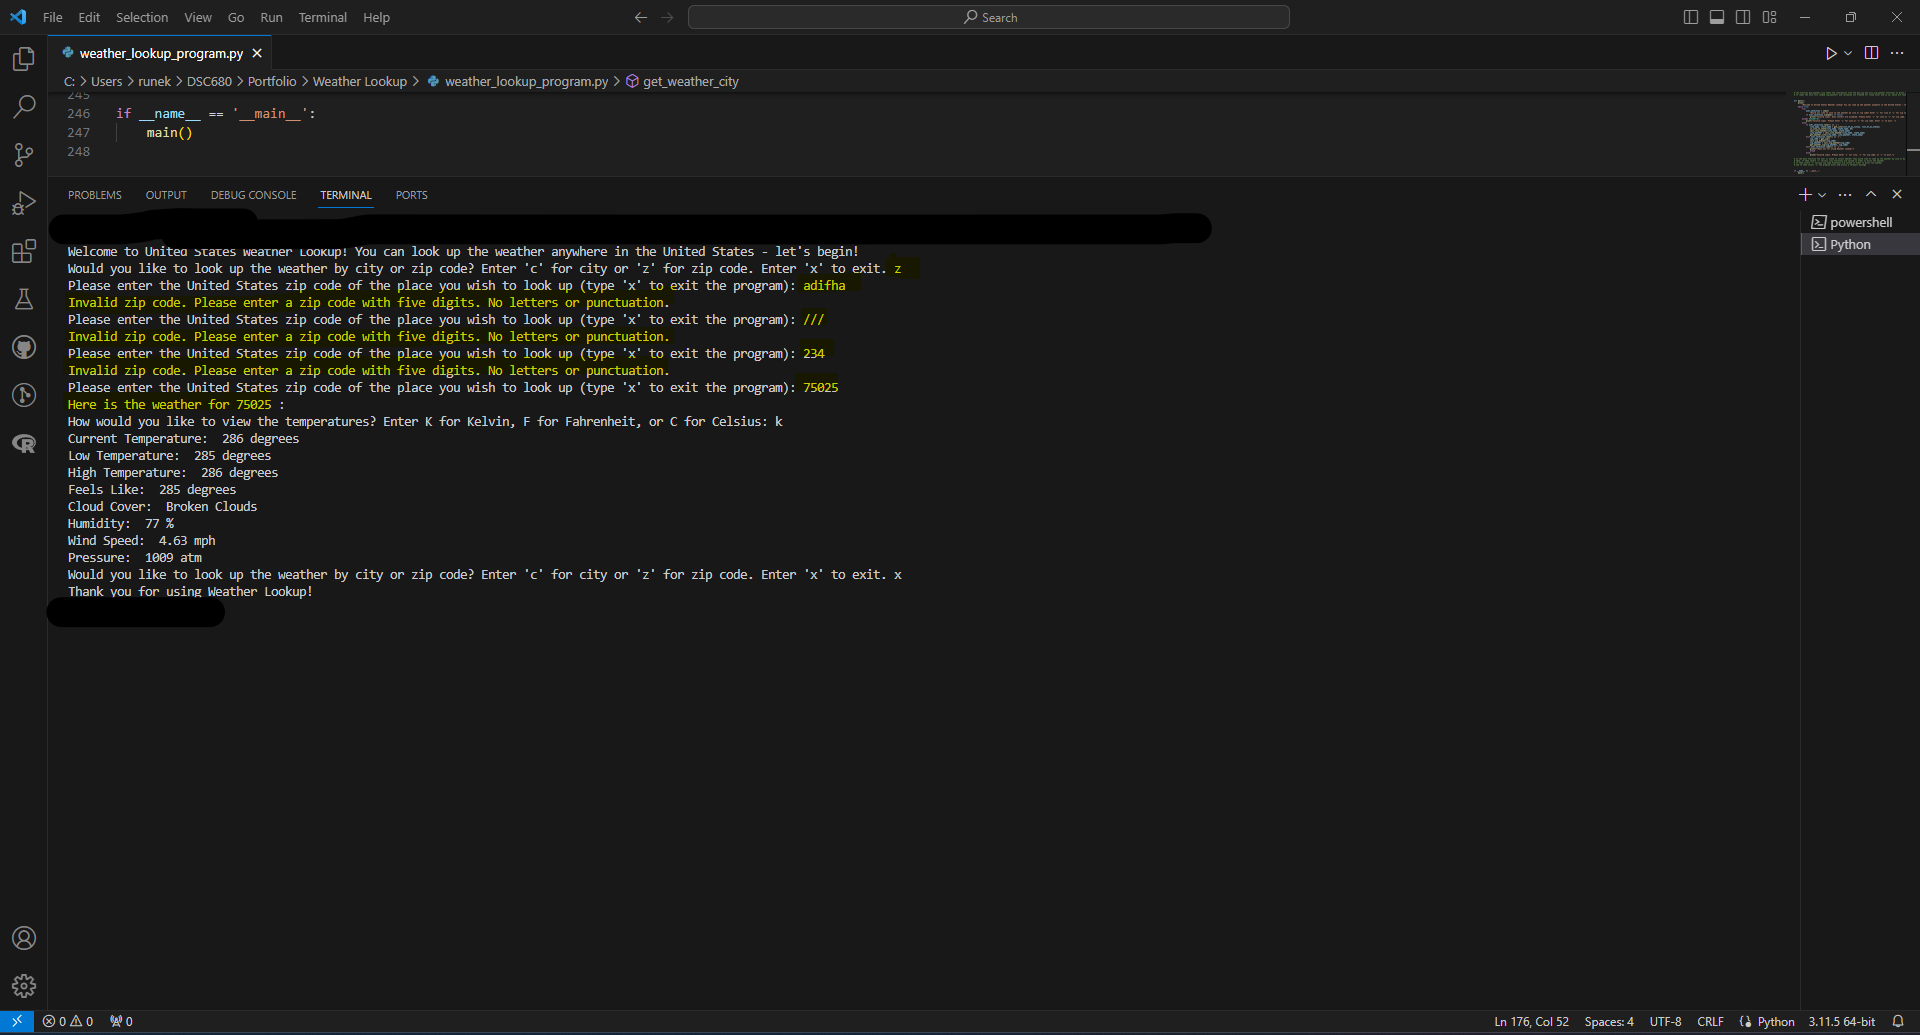 File Edit Selection View Go Run Terminal Help
Search
weather_lookup_program.py
C: > Users > runek > DSC680 > Portfolio > Weather Lookup > weather_lookup_program.py > get_weather_city
245
246 if __name__ == '__main__':
247 main()
248
PROBLEMS OUTPUT DEBUG CONSOLE TERMINAL PORTS
powershell
Python
Welcome to United States Weather Lookup! You can look up the weather anywhere in the United States - let's begin!
Would you like to look up the weather by city or zip code? Enter 'c' for city or 'z' for zip code. Enter 'x' to exit. z
Please enter the United States zip code of the place you wish to look up (type 'x' to exit the program): adifha
Invalid zip code. Please enter a zip code with five digits. No letters or punctuation.
Please enter the United States zip code of the place you wish to look up (type 'x' to exit the program): ///
Invalid zip code. Please enter a zip code with five digits. No letters or punctuation.
Please enter the United States zip code of the place you wish to look up (type 'x' to exit the program): 234
Invalid zip code. Please enter a zip code with five digits. No letters or punctuation.
Please enter the United States zip code of the place you wish to look up (type 'x' to exit the program): 75025
Here is the weather for 75025 :
How would you like to view the temperatures? Enter K for Kelvin, F for Fahrenheit, or C for Celsius: k
Current Temperature:  286 degrees
Low Temperature:  285 degrees
High Temperature:  286 degrees
Feels Like:  285 degrees
Cloud Cover:  Broken Clouds
Humidity:  77 %
Wind Speed:  4.63 mph
Pressure:  1009 atm
Would you like to look up the weather by city or zip code? Enter 'c' for city or 'z' for zip code. Enter 'x' to exit. x
Thank you for using Weather Lookup!
0 0 0
Ln 176, Col 52 Spaces: 4 UTF-8 CRLF Python 3.11.5 64-bit